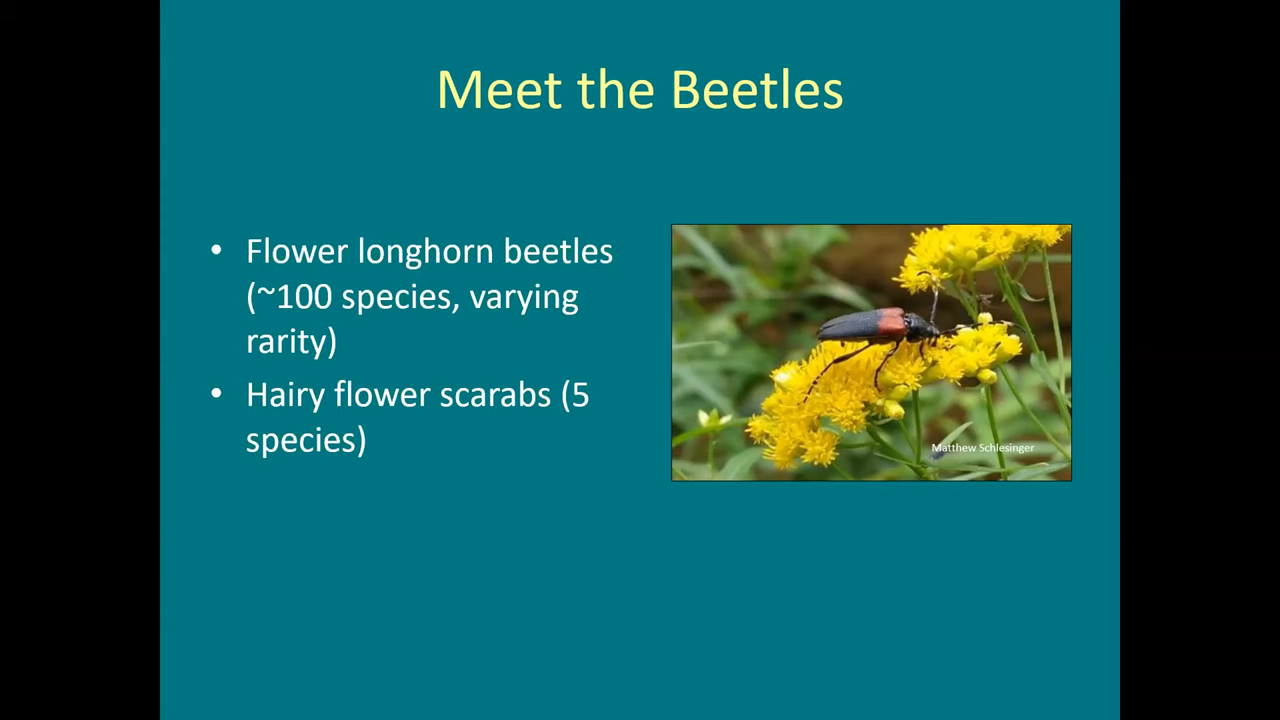 Meet the Beetles
• Flower longhorn beetles
(~100 species, varying
rarity)
• Hairy flower scarabs (5
species)
Matthew Schlesinger